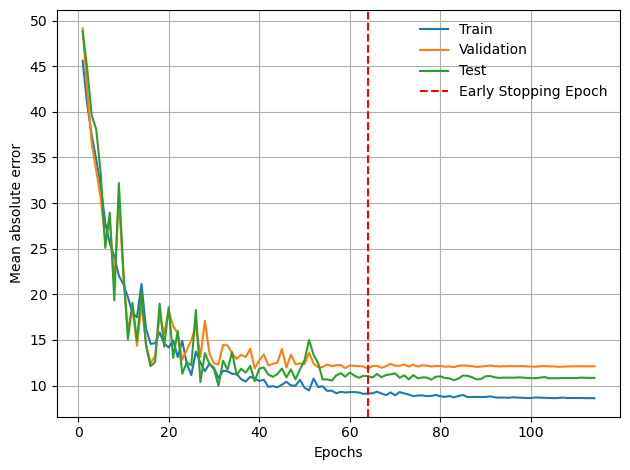 50
45
40
35
30
25
20
15
10
Mean absolute error
Train
Validation
Test
Early Stopping Epoch
0 20 40 60 80 100
Epochs